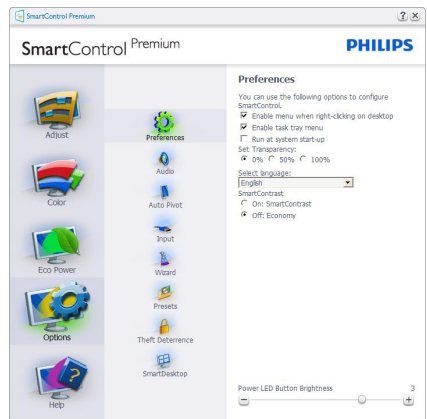 SmartControl Premium
SmartControl Premium
PHILIPS
Adjust
Color
Eco Power
Options
Help
Preferences
Audio
Auto Pivot
Input
Wizard
Presets
Theft Deterrence
SmartDesktop
Preferences
You can use the following options to configure
SmartControl.
Enable menu when right-clicking on desktop
Enable task tray menu
Run at system start-up
Set Transparency:
0% 50% 100%
Select language:
English
SmartContrast
On: SmartContrast
Off: Economy
Power LED Button Brightness 3